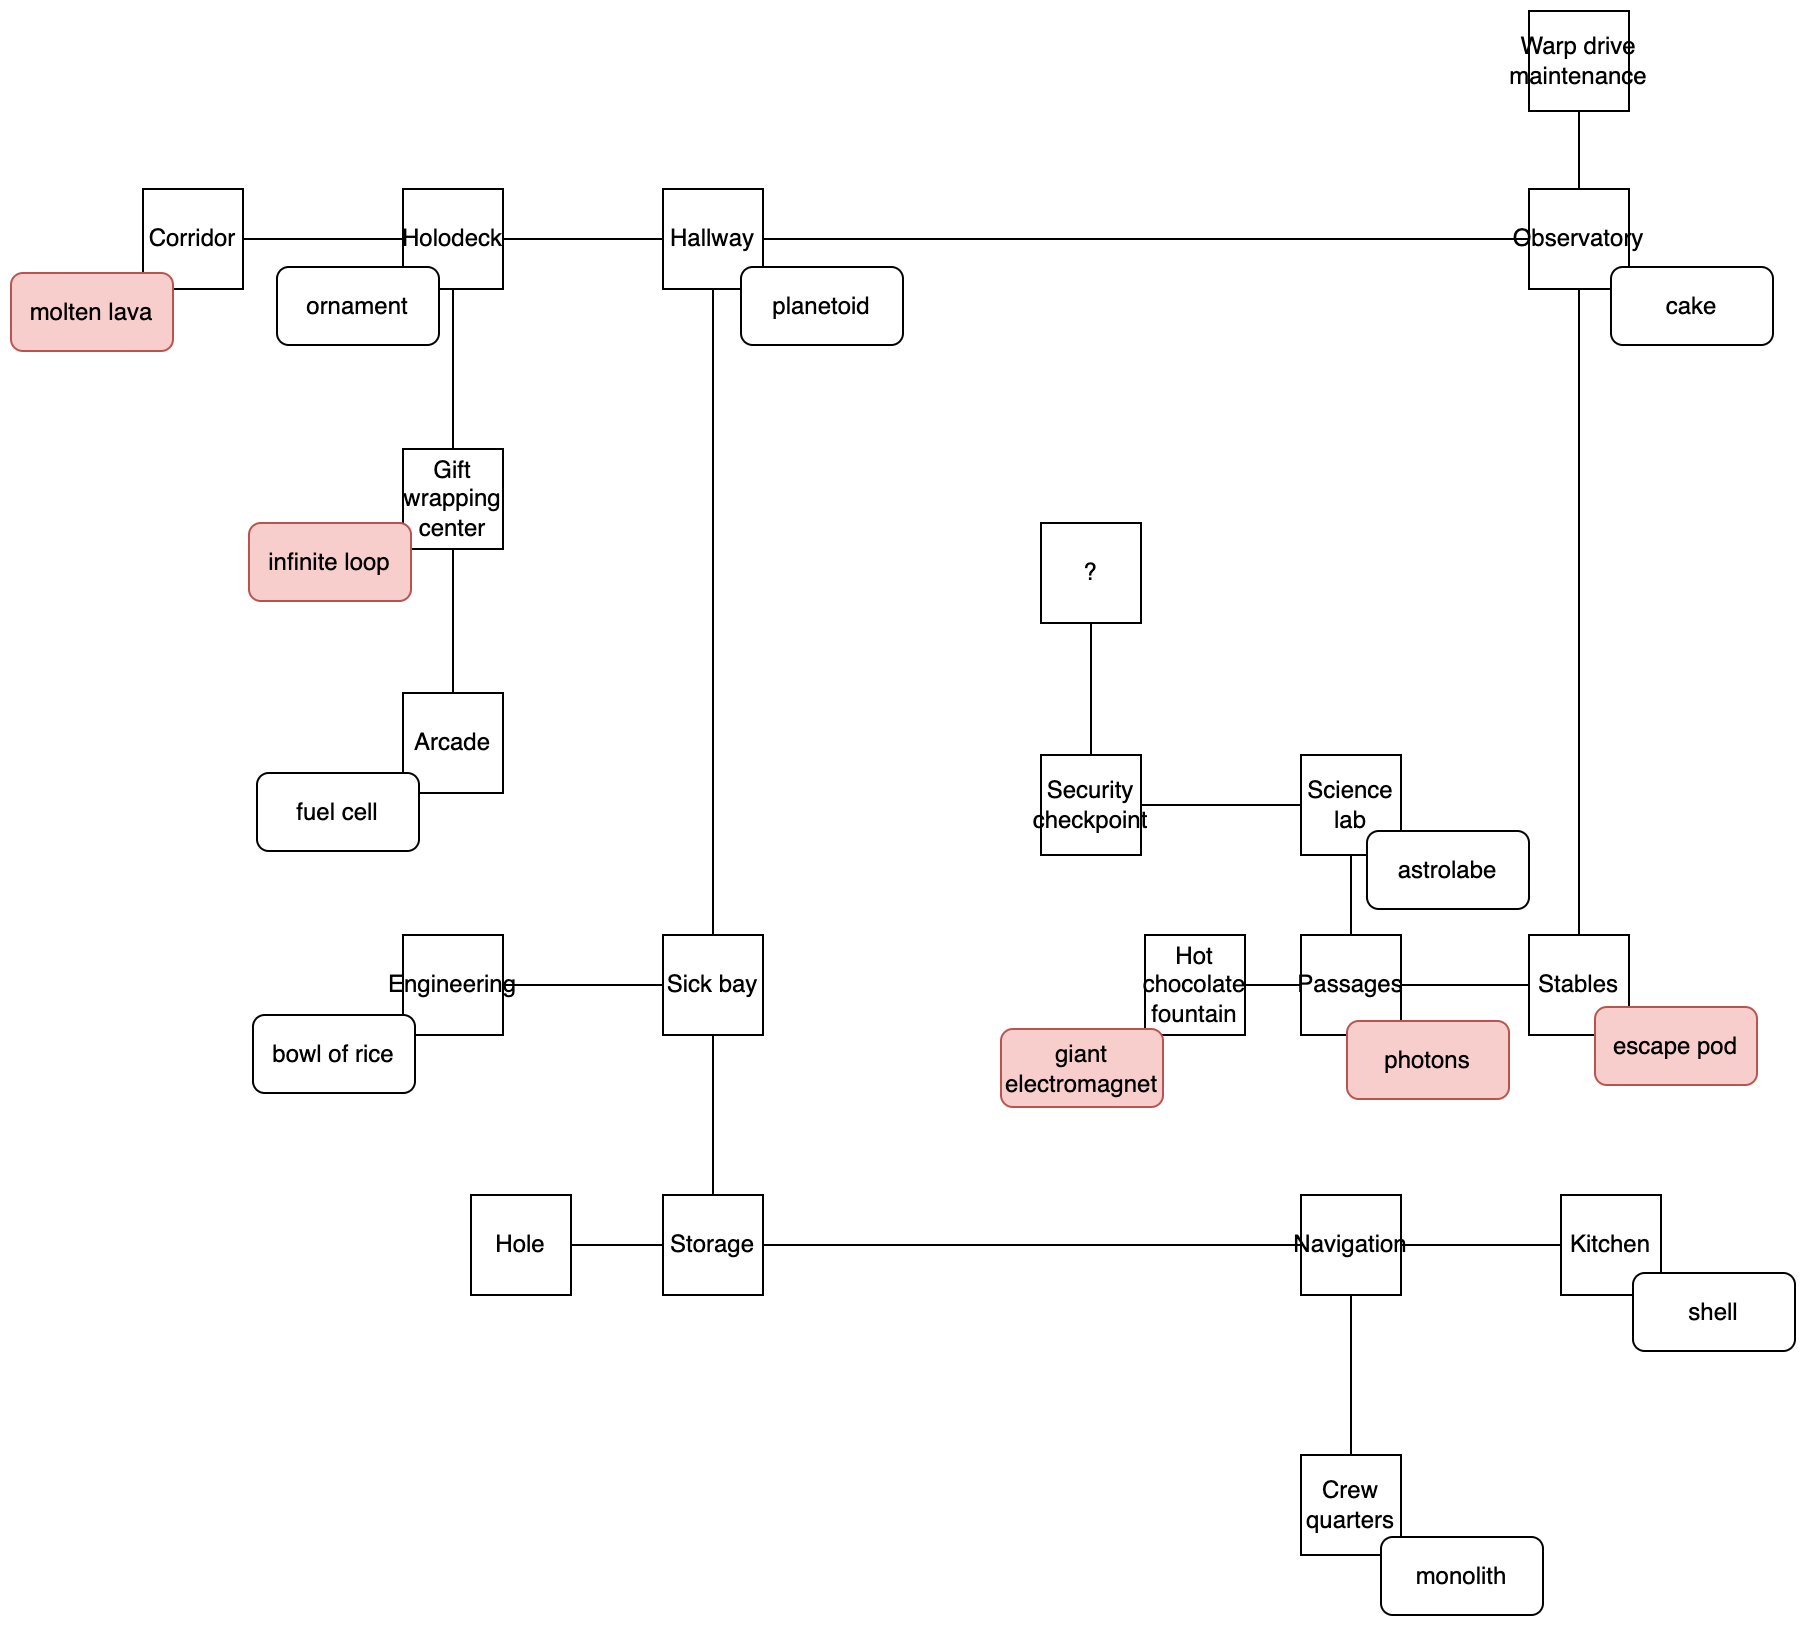 Warp drive
maintenance
Corridor
Holodeck
Hallway
Observatory
molten lava
ornament
planetoid
cake
Gift
wrapping
center
infinite loop
?
Arcade
fuel cell
Security
checkpoint
Science
lab
astrolabe
Engineering
bowl of rice
Sick bay
Hot
chocolate
fountain
giant
electromagnet
Passages
photons
Stables
escape pod
Hole
Storage
Navigation
Kitchen
shell
Crew
quarters
monolith